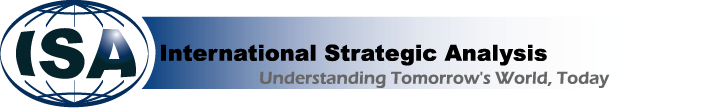 ISA
International Strategic Analysis
Understanding Tomorrow's World, Today